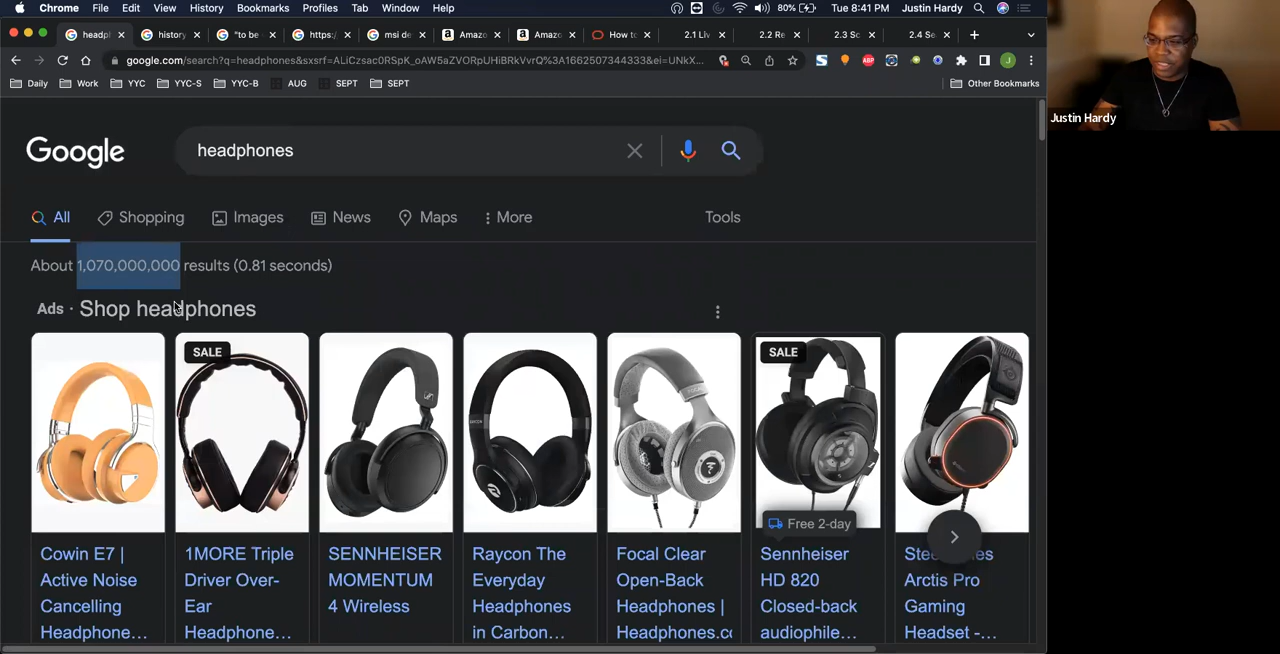 Chrome File Edit View History Bookmarks Profiles Tab Window Help 80% Tue 8:41 PM Justin Hardy
headph history "to be https:/ msi de Amazo Amazo How to 2.1 Liv 2.2 Re 2.3 Sc 2.4 Se
google.com/search?q=headphones&sxsrf=ALiCzsac0RSpK_oAW5aZVORpUHiBRkVvrQ%3A1662507344333&ei=UNkX...
Daily Work YYC YYC-S YYC-B AUG SEPT SEPT Other Bookmarks
Justin Hardy
Google
headphones
All Shopping Images News Maps More Tools
About 1,070,000,000 results (0.81 seconds)
Ads · Shop headphones
SALE
SALE
Free 2-day
Cowin E7 |
Active Noise
Cancelling
Headphone...
1MORE Triple
Driver Over-
Ear
Headphone...
SENNHEISER
MOMENTUM
4 Wireless
Raycon The
Everyday
Headphones
in Carbon...
Focal Clear
Open-Back
Headphones |
Headphones.cc
Sennheiser
HD 820
Closed-back
audiophile...
Arctis Pro
Gaming
Headset -...